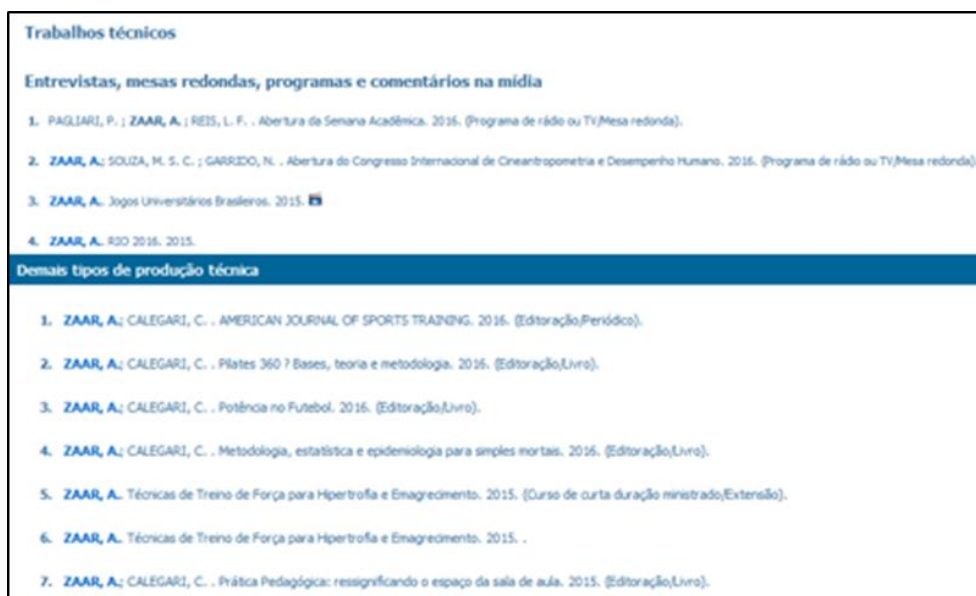 Trabalhos técnicos
Entrevistas, mesas redondas, programas e comentários na mídia
1. PAGLIARI, P. ; ZAAR, A. ; REIS, L. F. . Abertura da Semana Acadêmica. 2016. (Programa de rádio ou TV/Mesa redonda).
2. ZAAR, A.; SOUZA, M. S. C. ; GARRIDO, N. . Abertura do Congresso Internacional de Cineantropometria e Desempenho Humano. 2016. (Programa de rádio ou TV/Mesa redonda).
3. ZAAR, A.. Jogos Universitários Brasileiros. 2015.
4. ZAAR, A.. RIO 2016. 2015.
Demais tipos de produção técnica
1. ZAAR, A.; CALEGARI, C. . AMERICAN JOURNAL OF SPORTS TRAINING. 2016. (Editoração/Periódico).
2. ZAAR, A.; CALEGARI, C. . Pilates 360 ? Bases, teoria e metodologia. 2016. (Editoração/Livro).
3. ZAAR, A.; CALEGARI, C. . Potência no Futebol. 2016. (Editoração/Livro).
4. ZAAR, A.; CALEGARI, C. . Metodologia, estatística e epidemiologia para simples mortais. 2016. (Editoração/Livro).
5. ZAAR, A.. Técnicas de Treino de Força para Hipertrofia e Emagrecimento. 2015. (Curso de curta duração ministrado/Extensão).
6. ZAAR, A.. Técnicas de Treino de Força para Hipertrofia e Emagrecimento. 2015. .
7. ZAAR, A.; CALEGARI, C. . Prática Pedagógica: ressignificando o espaço da sala de aula. 2015. (Editoração/Livro).